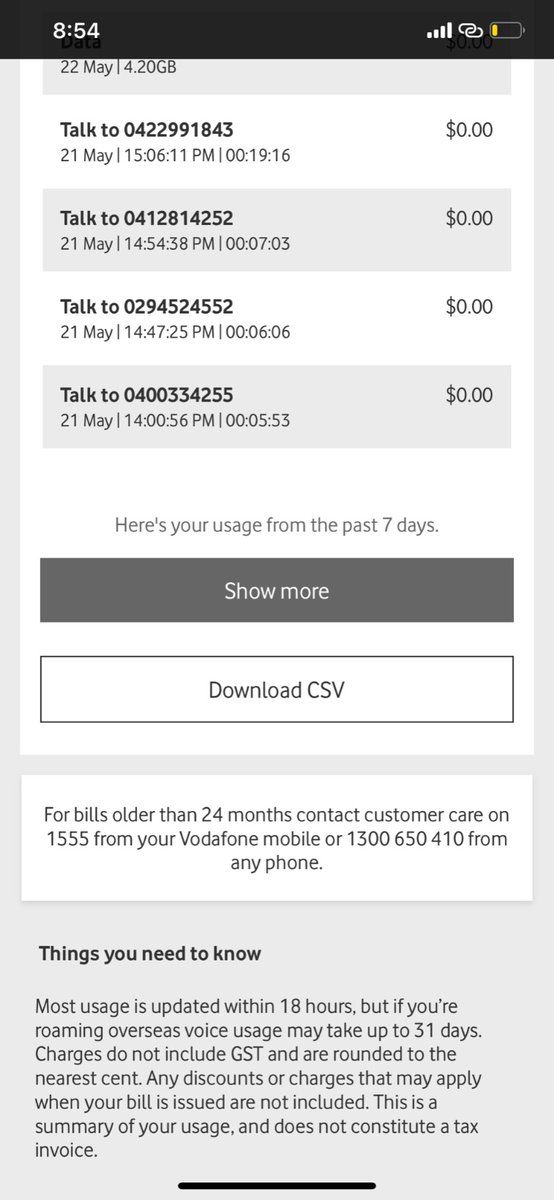 8:54
Data
$0.00
22 May | 4.20GB
Talk to 0422991843
$0.00
21 May | 15:06:11 PM | 00:19:16
Talk to 0412814252
$0.00
21 May | 14:54:38 PM | 00:07:03
Talk to 0294524552
$0.00
21 May | 14:47:25 PM | 00:06:06
Talk to 0400334255
$0.00
21 May | 14:00:56 PM | 00:05:53
Here's your usage from the past 7 days.
Show more
Download CSV
For bills older than 24 months contact customer care on
1555 from your Vodafone mobile or 1300 650 410 from
any phone.
Things you need to know
Most usage is updated within 18 hours, but if you’re
roaming overseas voice usage may take up to 31 days.
Charges do not include GST and are rounded to the
nearest cent. Any discounts or charges that may apply
when your bill is issued are not included. This is a
summary of your usage, and does not constitute a tax
invoice.